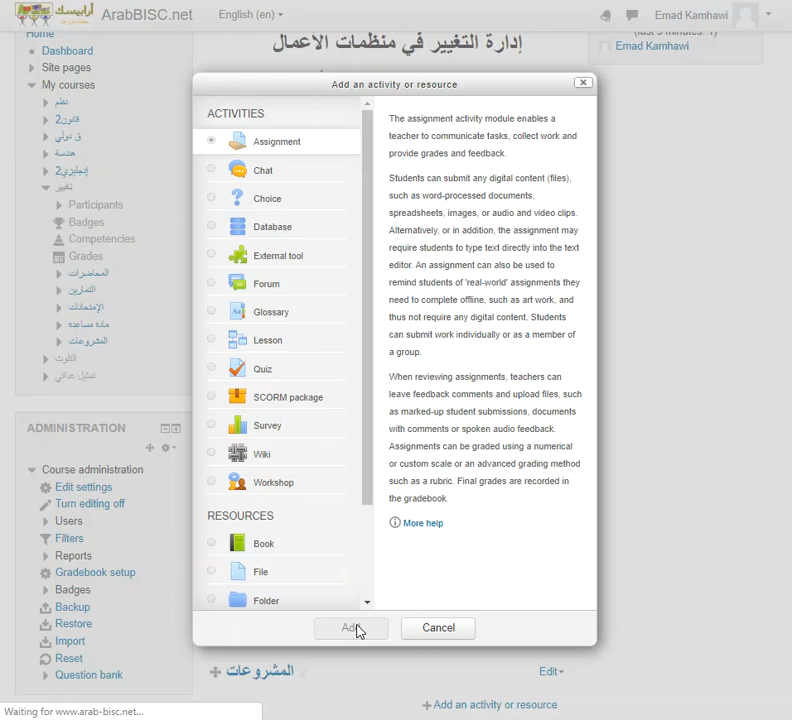 أرابيسك
ArabBISC.net
English (en)
Emad Kamhawi
Home
Dashboard
Site pages
My courses
نظم
قانون2
ق. دولي
هندسة
إنجليزي2
تغيير
Participants
Badges
Competencies
Grades
المحاضرات
التمارين
الإمتحانات
ماده مساعده
المشروعات
التلوث
تمثيل غذائي
ADMINISTRATION
Course administration
Edit settings
Turn editing off
Users
Filters
Reports
Gradebook setup
Badges
Backup
Restore
Import
Reset
Question bank
Waiting for www.arab-bisc.net...
إدارة التغيير في منظمات الاعمال
(last 5 minutes: 1)
Emad Kamhawi
Add an activity or resource
ACTIVITIES
Assignment
Chat
Choice
Database
External tool
Forum
Glossary
Lesson
Quiz
SCORM package
Survey
Wiki
Workshop
RESOURCES
Book
File
Folder
The assignment activity module enables a
teacher to communicate tasks, collect work and
provide grades and feedback.
Students can submit any digital content (files),
such as word-processed documents,
spreadsheets, images, or audio and video clips.
Alternatively, or in addition, the assignment may
require students to type text directly into the text
editor. An assignment can also be used to
remind students of 'real-world' assignments they
need to complete offline, such as art work, and
thus not require any digital content. Students
can submit work individually or as a member of
a group.
When reviewing assignments, teachers can
leave feedback comments and upload files, such
as marked-up student submissions, documents
with comments or spoken audio feedback.
Assignments can be graded using a numerical
or custom scale or an advanced grading method
such as a rubric. Final grades are recorded in
the gradebook.
More help
Add
Cancel
المشروعات
Edit
Add an activity or resource